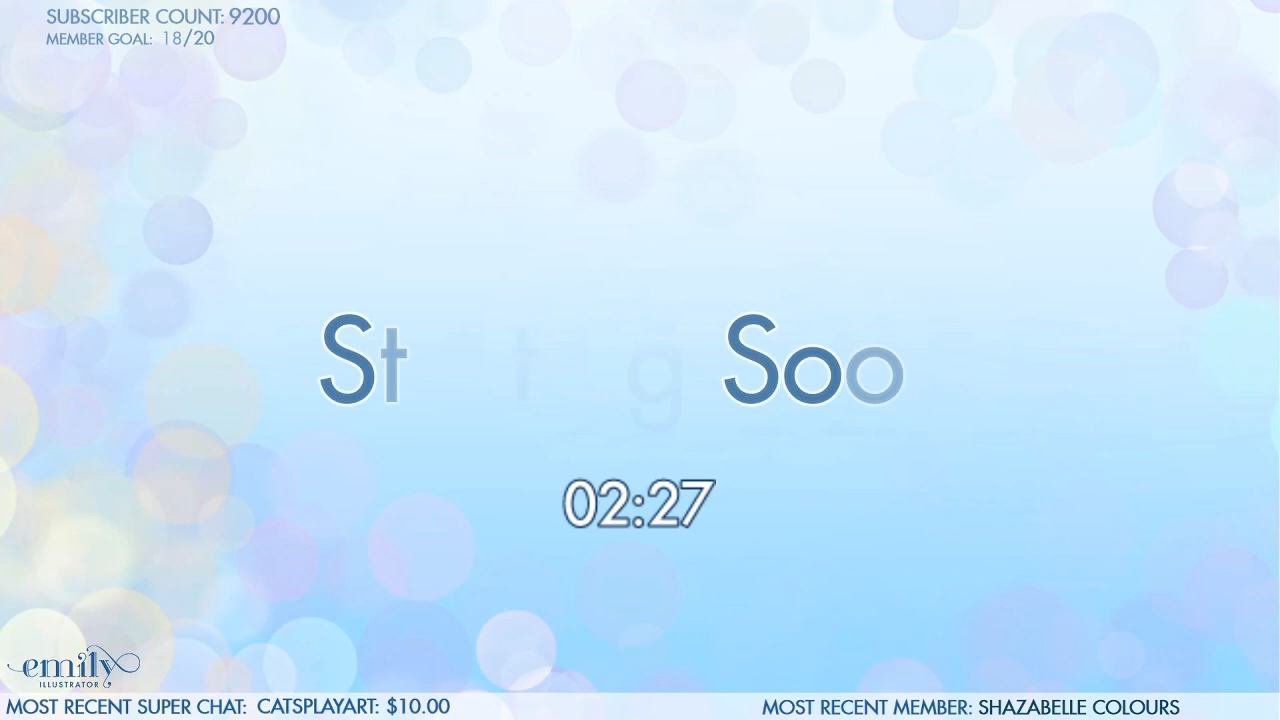 SUBSCRIBER COUNT: 9200
MEMBER GOAL: 18/20
St t g Soo
02:27
emily
ILLUSTRATOR
MOST RECENT SUPER CHAT: CATSPLAYART: $10.00
MOST RECENT MEMBER: SHAZABELLE COLOURS